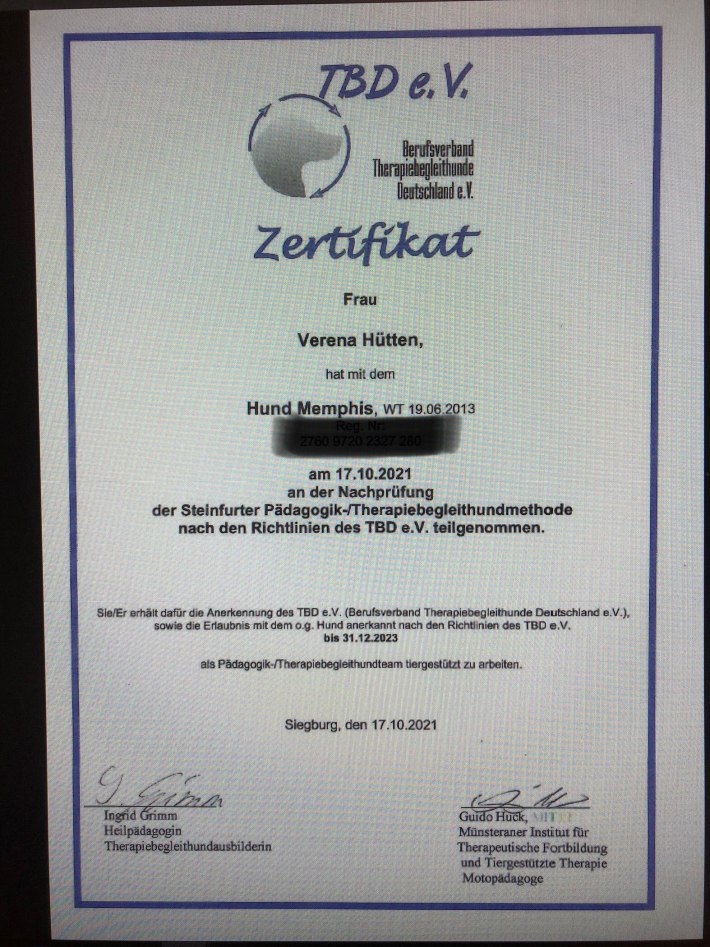 TBD e.V.
Berufsverband
Therapiebegleithunde
Deutschland e.V.
Zertifikat
Frau
Verena Hütten,
hat mit dem
Hund Memphis, WT 19.06.2013
am 17.10.2021
an der Nachprüfung
der Steinfurter Pädagogik-/Therapiebegleithundmethode
nach den Richtlinien des TBD e.V. teilgenommen.
Sie/Er erhält dafür die Anerkennung des TBD e.V. (Berufsverband Therapiebegleithunde Deutschland e.V.),
sowie die Erlaubnis mit dem o.g. Hund anerkannt nach den Richtlinien des TBD e.V.
bis 31.12.2023
als Pädagogik-/Therapiebegleithundteam tiergestützt zu arbeiten.
Siegburg, den 17.10.2021
Ingrid Grimm
Heilpädagogin
Therapiebegleithundausbilderin
Guido Huck,
Münsteraner Institut für
Therapeutische Fortbildung
und Tiergestützte Therapie
Motopädagoge